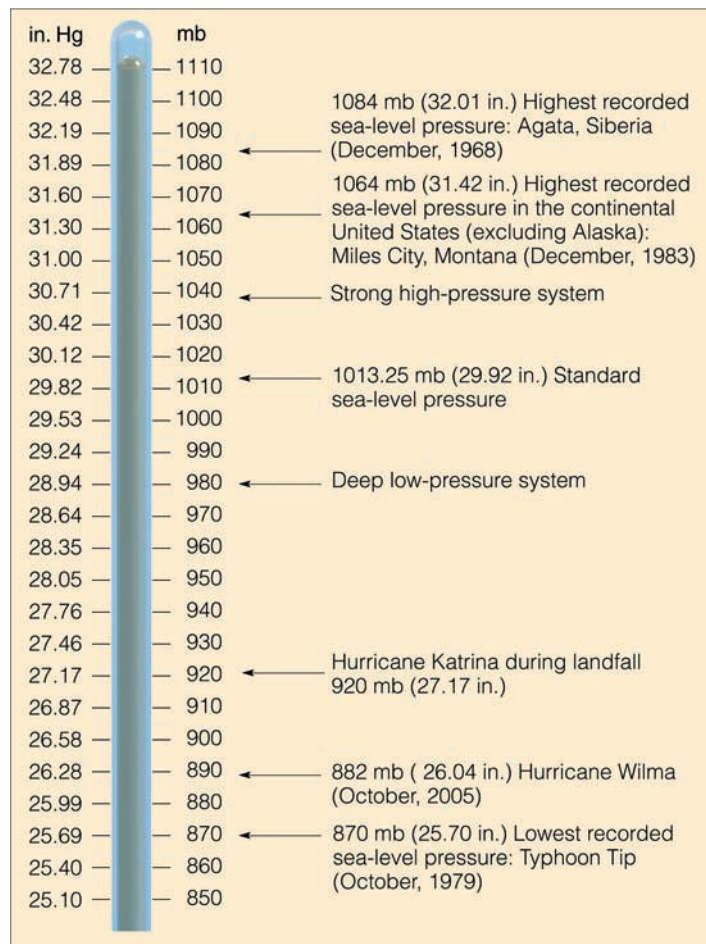 in. Hg mb
32.78 1110
32.48 1100
32.19 1090
31.89 1080
31.60 1070
31.30 1060
31.00 1050
30.71 1040
30.42 1030
30.12 1020
29.82 1010
29.53 1000
29.24 990
28.94 980
28.64 970
28.35 960
28.05 950
27.76 940
27.46 930
27.17 920
26.87 910
26.58 900
26.28 890
25.99 880
25.69 870
25.40 860
25.10 850
1084 mb (32.01 in.) Highest recorded
sea-level pressure: Agata, Siberia
(December, 1968)
1064 mb (31.42 in.) Highest recorded
sea-level pressure in the continental
United States (excluding Alaska):
Miles City, Montana (December, 1983)
Strong high-pressure system
1013.25 mb (29.92 in.) Standard
sea-level pressure
Deep low-pressure system
Hurricane Katrina during landfall
920 mb (27.17 in.)
882 mb ( 26.04 in.) Hurricane Wilma
(October, 2005)
870 mb (25.70 in.) Lowest recorded
sea-level pressure: Typhoon Tip
(October, 1979)